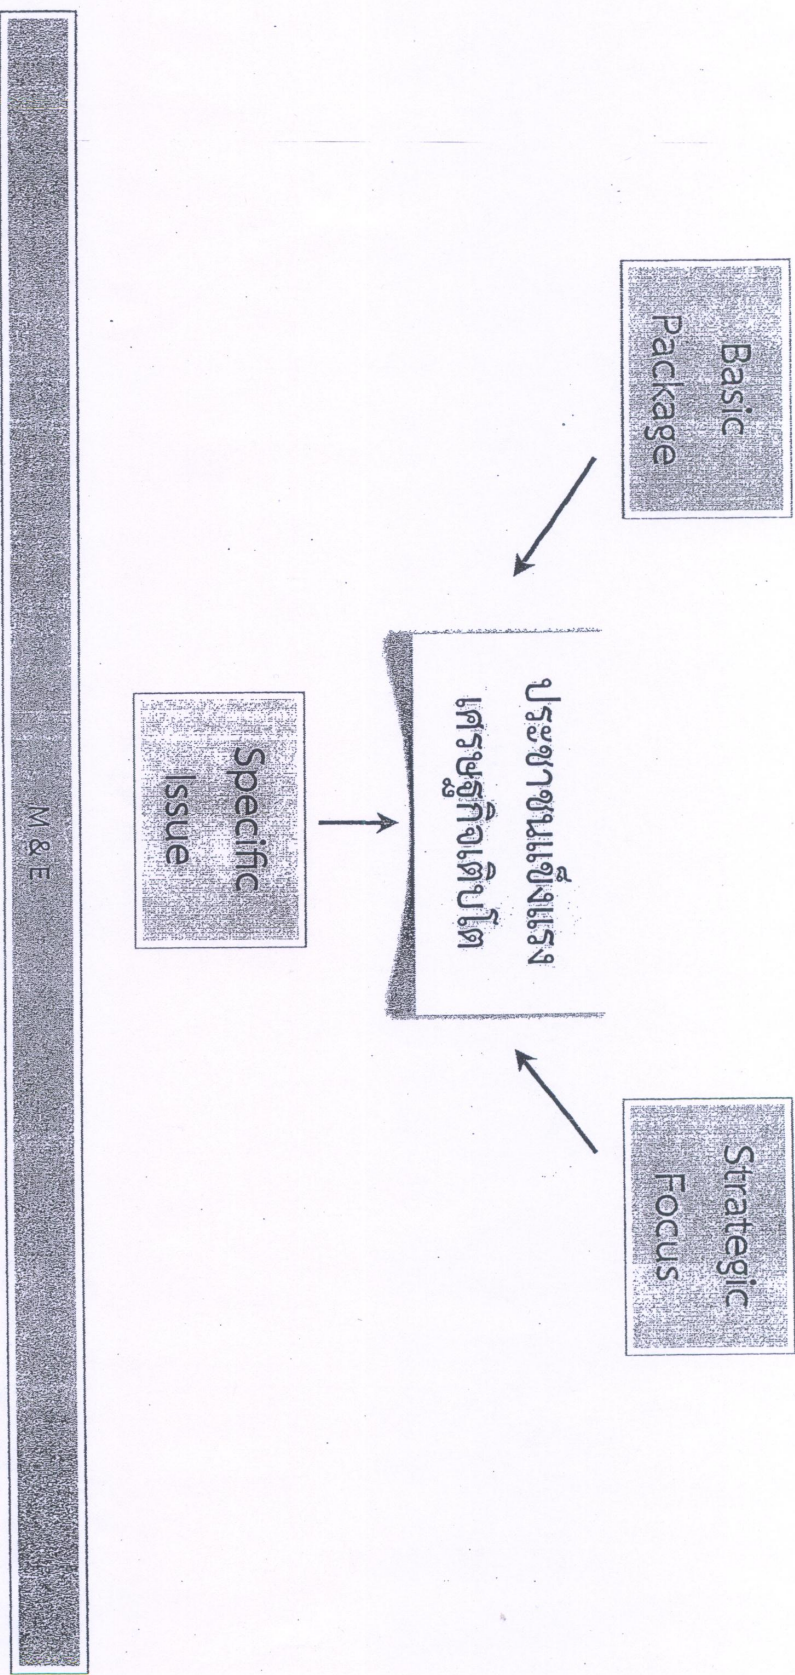 Basic
Package
Strategic
Focus
ประชาชนแข็งแรง
เศรษฐกิจเติบโต
Specific
Issue
M & E